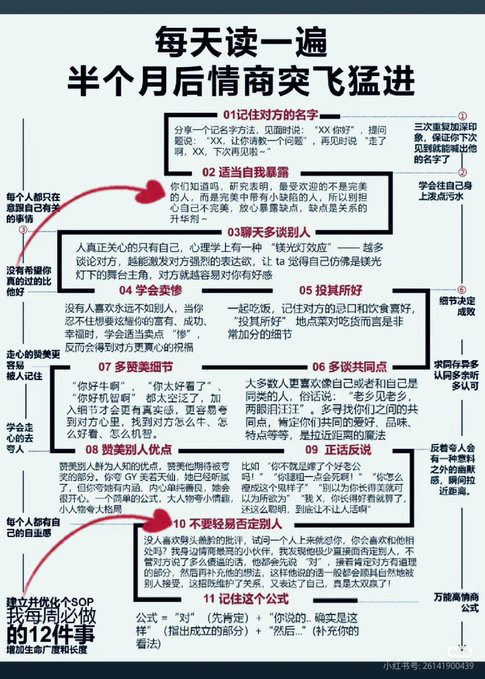 每天读一遍
半个月后情商突飞猛进
01记住对方的名字
分享一个记名字方法，见面时说：“XX 你好”，提问
题说：“XX，让你请教一个问题”，再见时说“走了
啊，XX，下次再见啦～”
①
三次重复加深印
象，保证你下次
见到就能喊出他
的名字了
02 适当自我暴露
你们知道吗，研究表明，最受欢迎的不是完美
的人，而是完美中带有小缺陷的人，所以别担
心自己不完美，放心暴露缺点，缺点是关系的
升华剂～
②
学会往自己身
上泼点污水
每个人都只在
意跟自己有关
的事情
③
03聊天多谈别人
人真正关心的只有自己，心理学上有一种“镁光灯效应”—— 越多
谈论对方，越能激发对方强烈的表达欲，让 ta 觉得自己仿佛是镁光
灯下的舞台主角，对方就越容易对你有好感
没有希望你
真的过的比
他好
04 学会卖惨
没有人喜欢永远不如别人，当你
忍不住想要炫耀你的富有、成功、
幸福时，学会适当卖点“惨”，
反而会得到对方更真心的祝福
05 投其所好
一起吃饭，记住对方的忌口和饮食喜好，
“投其所好”地点菜对吃货而言是非
常加分的细节
⑥
细节决定
成败
走心的赞美更
容易
被人记住
07 多赞美细节
“你好牛啊”、“你太好看了”、
“你好机智啊”都太空泛了，加
入细节才会更有真实感，更容易夸
到对方心里，找到对方怎么牛、怎
么好看、怎么机智。
06 多谈共同点
大多数人更喜欢像自己或者和自己是
同类的人，俗话说：“老乡见老乡，
两眼泪汪汪”。多寻找你们之间的共
同点，肯定你们共同的爱好、品味、
特点等等，是拉近距离的魔法
求同存异多
认同多亲昕
多认可
学会走
心的去
夸人
08 赞美别人优点
赞美别人鲜为人知的优点，赞美他期待被夸
奖的部分。你夸 GY 美若天仙，她已经听腻
了，但你夸她有内涵，内心单纯善良，她会
很开心。一个简单的公式，大人物夸小情趣，
小人物夸大格局
09 正话反说
比如“你不就是嫁了个好老公
吗！”“你腿粗一点会死啊！”“你怎么
瘦成这个鬼样子”“别以为你长得美就可
以为所欲为”“我 X，你长得好看就算了，
还这么聪明，到底让不让人活啊”
反着夸人会
有一种意料
之外的幽默
感，瞬间拉
近距离。
每个人都有自
己的自重感
10 不要轻易否定别人
没人喜欢劈头盖脸的批评，试问一个人上来就怼你，你会喜欢和他相
处吗？我身边情商最高的小伙伴，我发现他极少直接面否定别人，不
管对方说了多么傻逼的话，他都会先说“对”，接着肯定对方有道理
的部分，然后再补充他的想法，这样他说的话一般都会顾其自然地被
别人接受，这招既维护了关系，又表达了自己，真是太双赢了！
建立并优化个SOP
我每周必做
的12件事
增加生命广度和长度
11 记住这个公式
公式 =“对”（先肯定）+“你说的.. 确实是这
样”（指出成立的部分）+“然后...”（补充你的
看法）
万能高情商
公式
小红书号: 26141900439